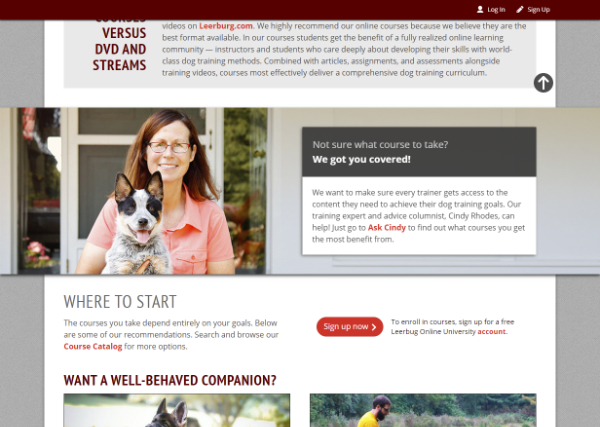 Log In
Sign Up
COURSES
VERSUS
DVD AND
STREAMS
videos on Leerburg.com. We highly recommend our online courses because we believe they are the
best format available. In our courses students get the benefit of a fully realized online learning
community — instructors and students who care deeply about developing their skills with world-
class dog training methods. Combined with articles, assignments, and assessments alongside
training videos, courses most effectively deliver a comprehensive dog training curriculum.
Not sure what course to take?
We got you covered!
We want to make sure every trainer gets access to the
content they need to achieve their dog training goals. Our
training expert and advice columnist, Cindy Rhodes, can
help! Just go to Ask Cindy to find out what courses you get
the most benefit from.
WHERE TO START
The courses you take depend entirely on your goals. Below
are some of our recommendations. Search and browse our
Course Catalog for more options.
Sign up now
To enroll in courses, sign up for a free
Leerbug Online University account.
WANT A WELL-BEHAVED COMPANION?